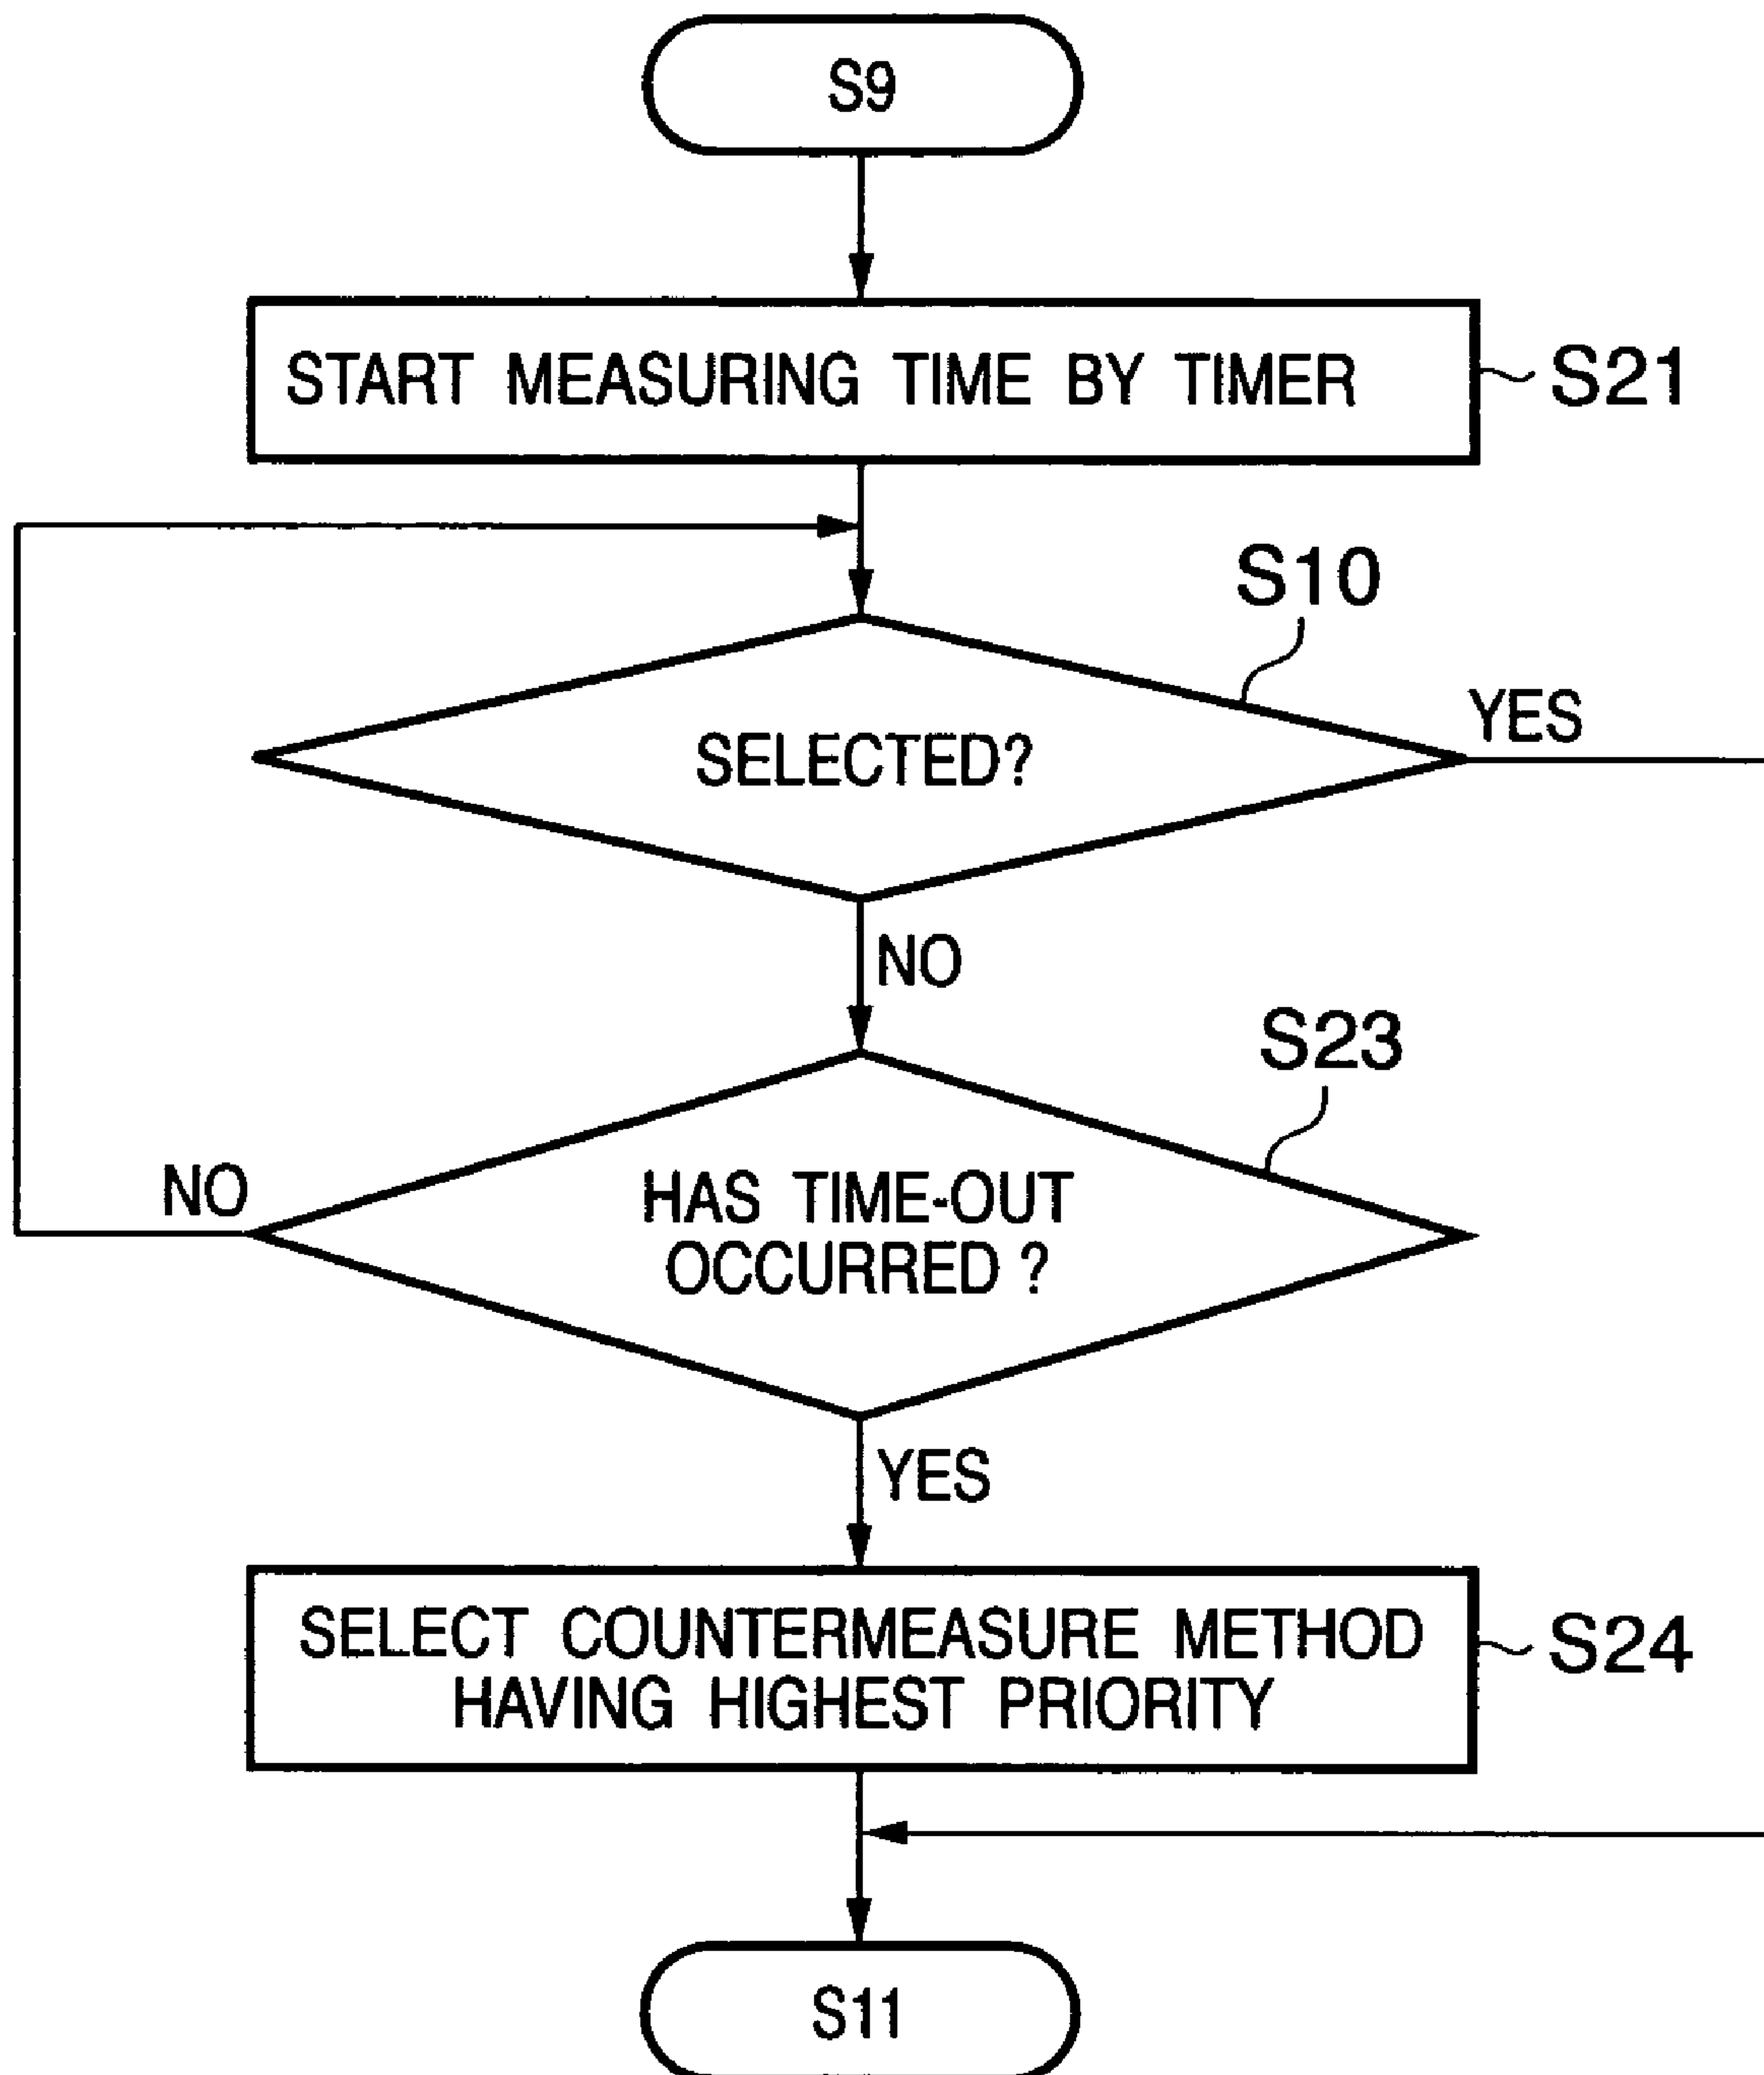 S9
START MEASURING TIME BY TIMER
S21
S10
SELECTED?
YES
NO
S23
HAS TIME-OUT
OCCURRED ?
NO
YES
SELECT COUNTERMEASURE METHOD
HAVING HIGHEST PRIORITY
S24
S11